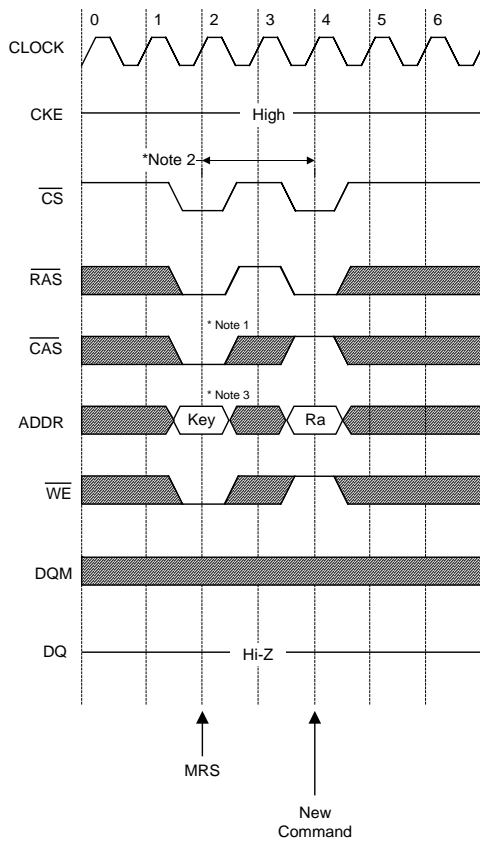 0 1 2 3 4 5 6
CLOCK
CKE
High
*Note 2
CS
RAS
* Note 1
CAS
* Note 3
ADDR
Key
Ra
WE
DQM
DQ
Hi-Z
MRS
New
Command